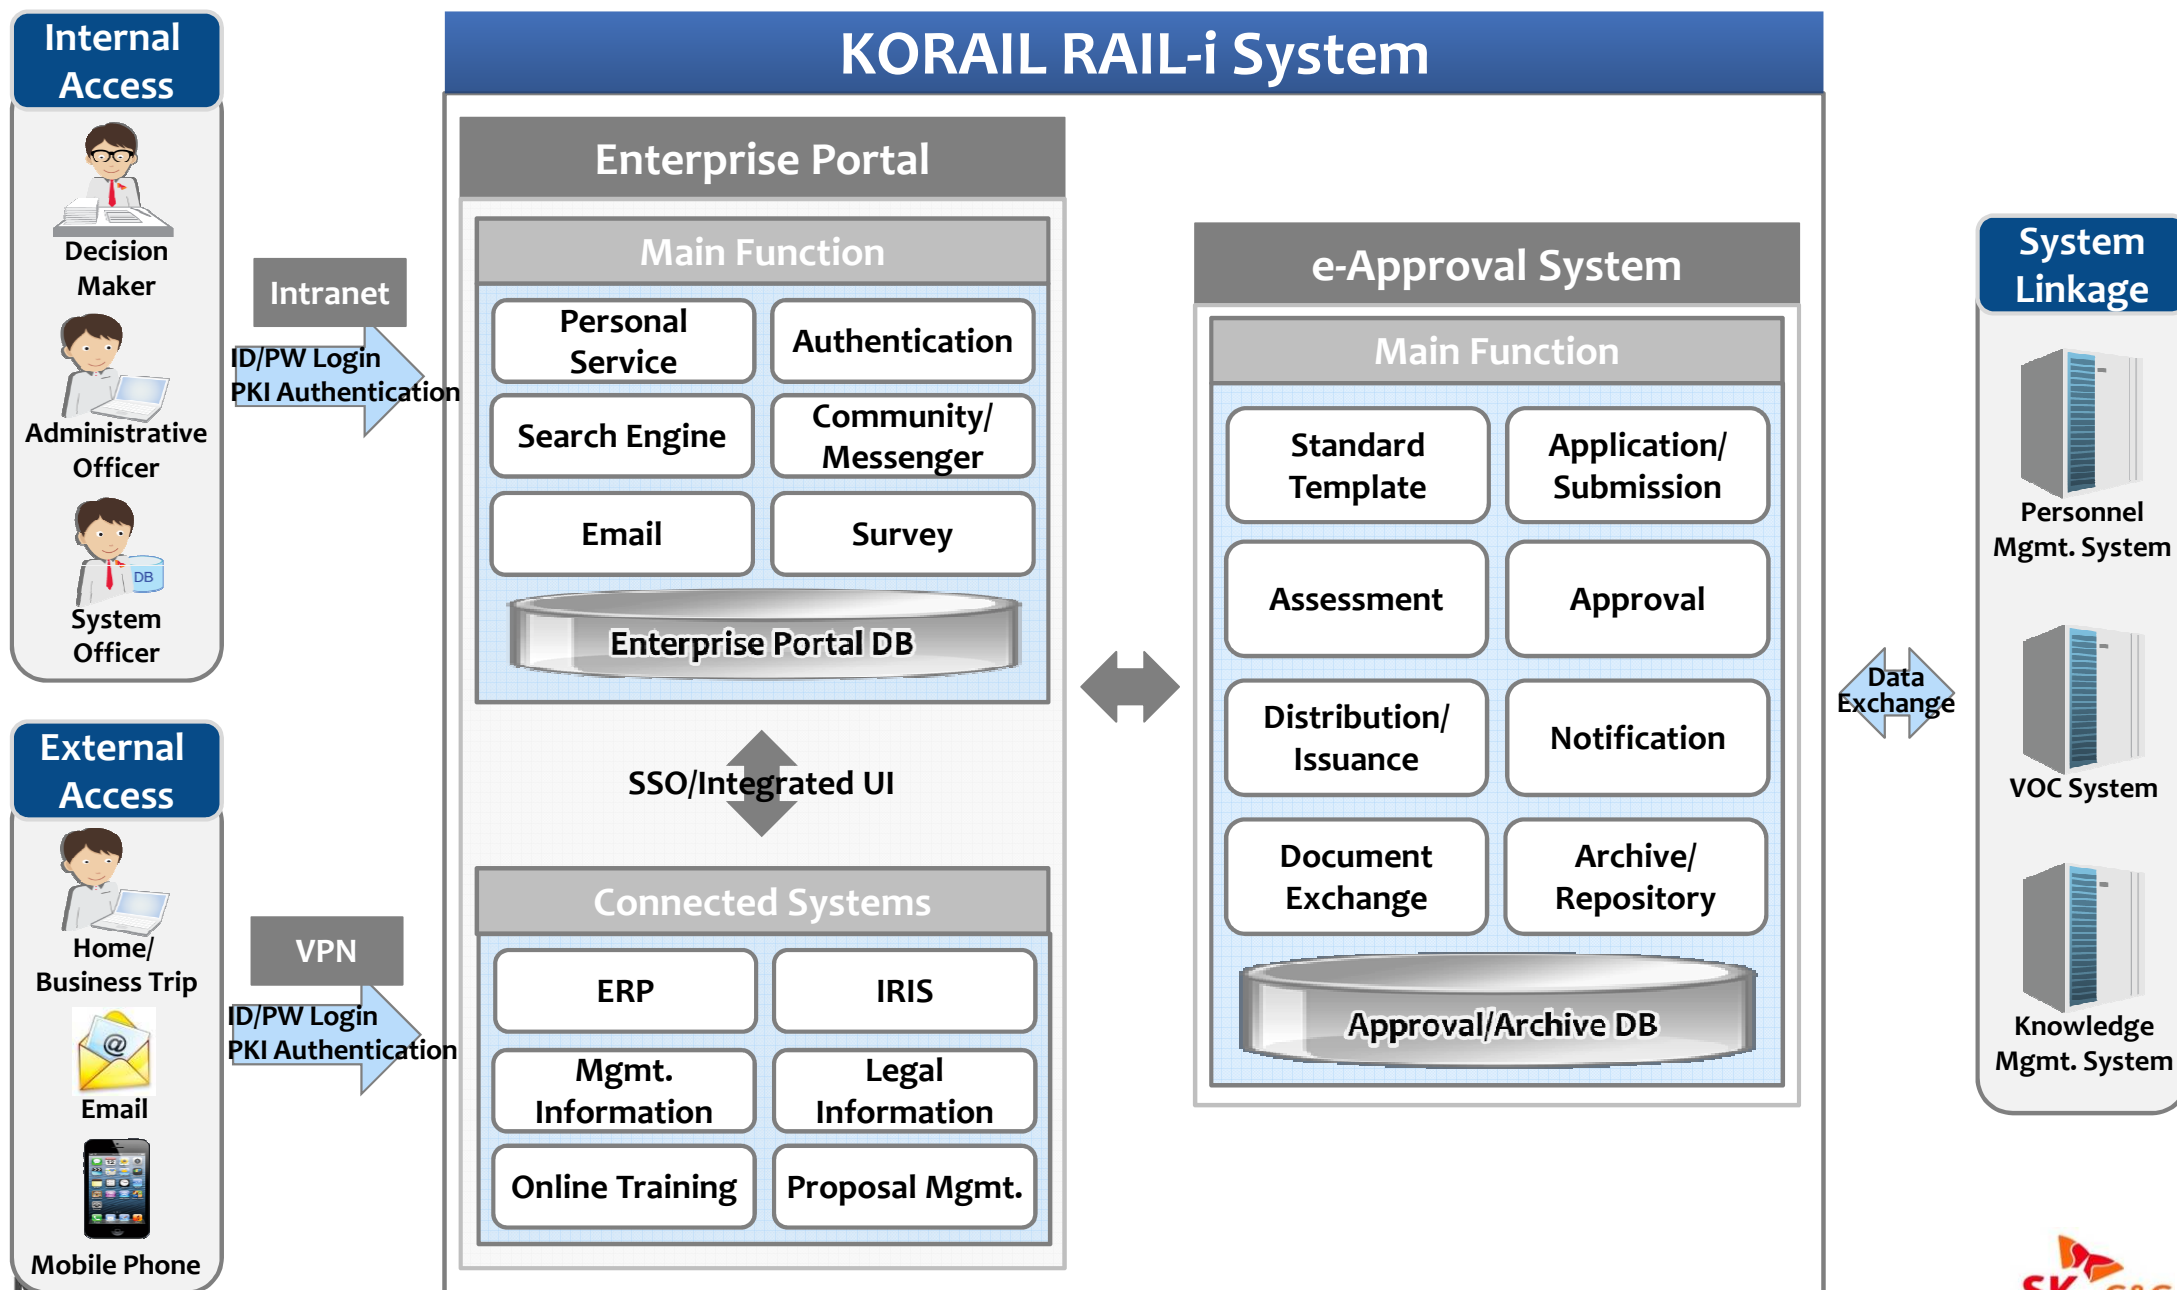 KORAIL RAIL-i System
Internal
Access
Decision
Maker
Administrative
Officer
DB
System
Officer
Intranet
ID/PW Login
PKI Authentication
External
Access
Home/
Business Trip
@
Email
Mobile Phone
VPN
ID/PW Login
PKI Authentication
Enterprise Portal
Main Function
Personal
Service
Authentication
Search Engine
Community/
Messenger
Email
Survey
Enterprise Portal DB
SSO/Integrated UI
Connected Systems
ERP
IRIS
Mgmt.
Information
Legal
Information
Online Training
Proposal Mgmt.
e-Approval System
Main Function
Standard
Template
Application/
Submission
Assessment
Approval
Distribution/
Issuance
Notification
Document
Exchange
Archive/
Repository
Approval/Archive DB
Data
Exchange
System
Linkage
Personnel
Mgmt. System
VOC System
Knowledge
Mgmt. System
SK C&C